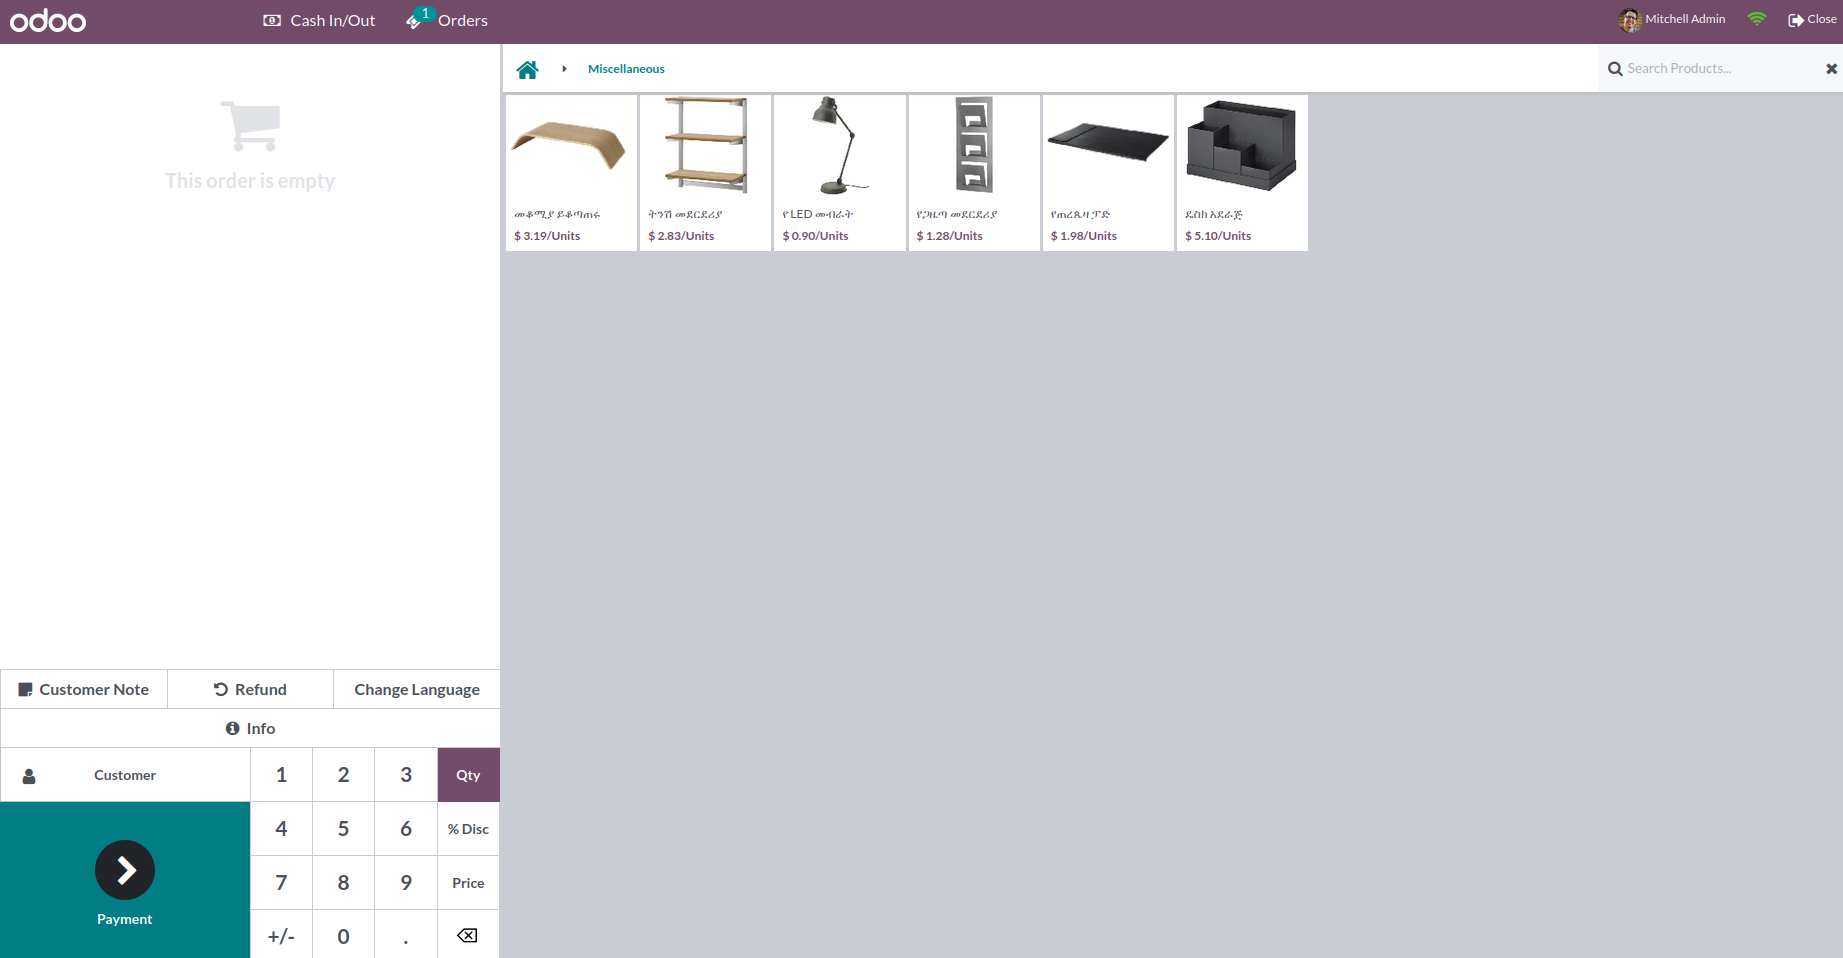 odoo
Cash In/Out
1
Orders
Mitchell Admin
Close
This order is empty
Miscellaneous
Search Products...
መቆሚያ ይቆጣጠሩ
$ 3.19/Units
ትንሽ መደርደሪያ
$ 2.83/Units
የ LED መብራት
$ 0.90/Units
የጋዜጣ መደርደሪያ
$ 1.28/Units
የጠረጴዛ ፓድ
$ 1.98/Units
ዴስክ አደራጅ
$ 5.10/Units
Customer Note
Refund
Change Language
Info
Customer
1
2
3
Qty
4
5
6
% Disc
Payment
7
8
9
Price
+/-
0
.